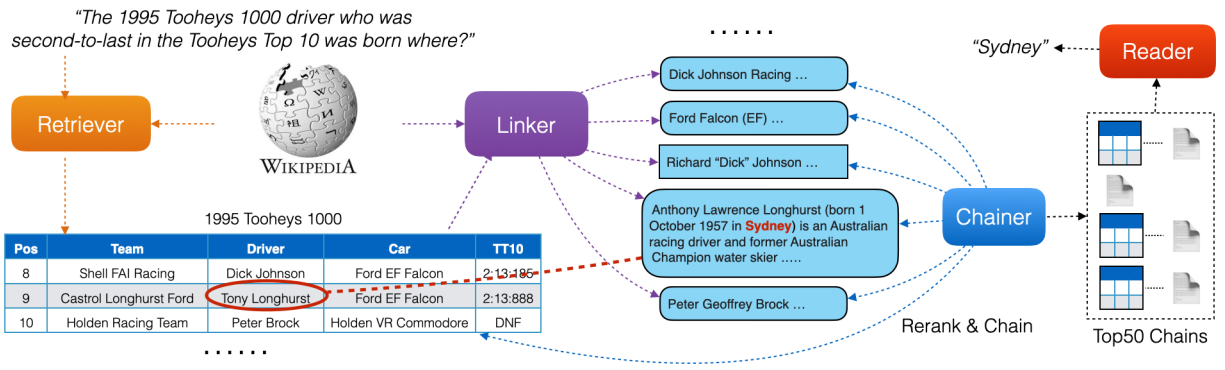 “The 1995 Tooheys 1000 driver who was
second-to-last in the Tooheys Top 10 was born where?”
Retriever
WIKIPEDIA
Linker
1995 Tooheys 1000
Pos Team Driver Car TT10
8 Shell FAI Racing Dick Johnson Ford EF Falcon 2:13:185
9 Castrol Longhurst Ford Tony Longhurst Ford EF Falcon 2:13:888
10 Holden Racing Team Peter Brock Holden VR Commodore DNF
......
......
Dick Johnson Racing ...
Ford Falcon (EF) ...
Richard “Dick” Johnson ...
Anthony Lawrence Longhurst (born 1
October 1957 in Sydney) is an Australian
racing driver and former Australian
Champion water skier .....
Peter Geoffrey Brock ...
Chainer
Rerank & Chain
“Sydney”
Reader
Top50 Chains